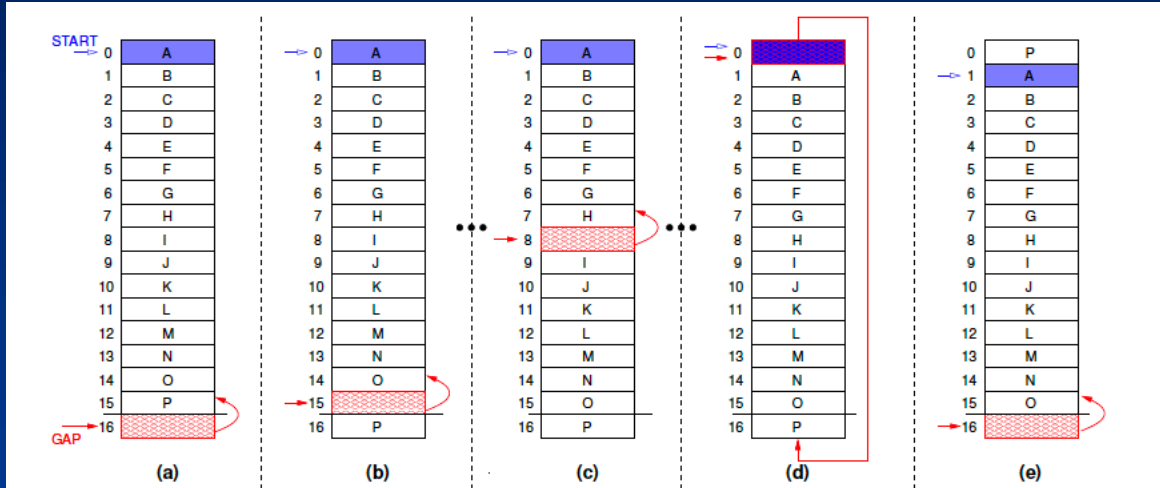 START
0 A
1 B
2 C
3 D
4 E
5 F
6 G
7 H
8 I
9 J
10 K
11 L
12 M
13 N
14 O
15 P
16
GAP
(a)
0 A
1 B
2 C
3 D
4 E
5 F
6 G
7 H
8 I
9 J
10 K
11 L
12 M
13 N
14 O
15
16 P
(b)
•••
0 A
1 B
2 C
3 D
4 E
5 F
6 G
7 H
8
9 I
10 J
11 K
12 L
13 M
14 N
15 O
16 P
(c)
•••
0
1 A
2 B
3 C
4 D
5 E
6 F
7 G
8 H
9 I
10 J
11 K
12 L
13 M
14 N
15 O
16 P
(d)
0 P
1 A
2 B
3 C
4 D
5 E
6 F
7 G
8 H
9 I
10 J
11 K
12 L
13 M
14 N
15 O
16
(e)